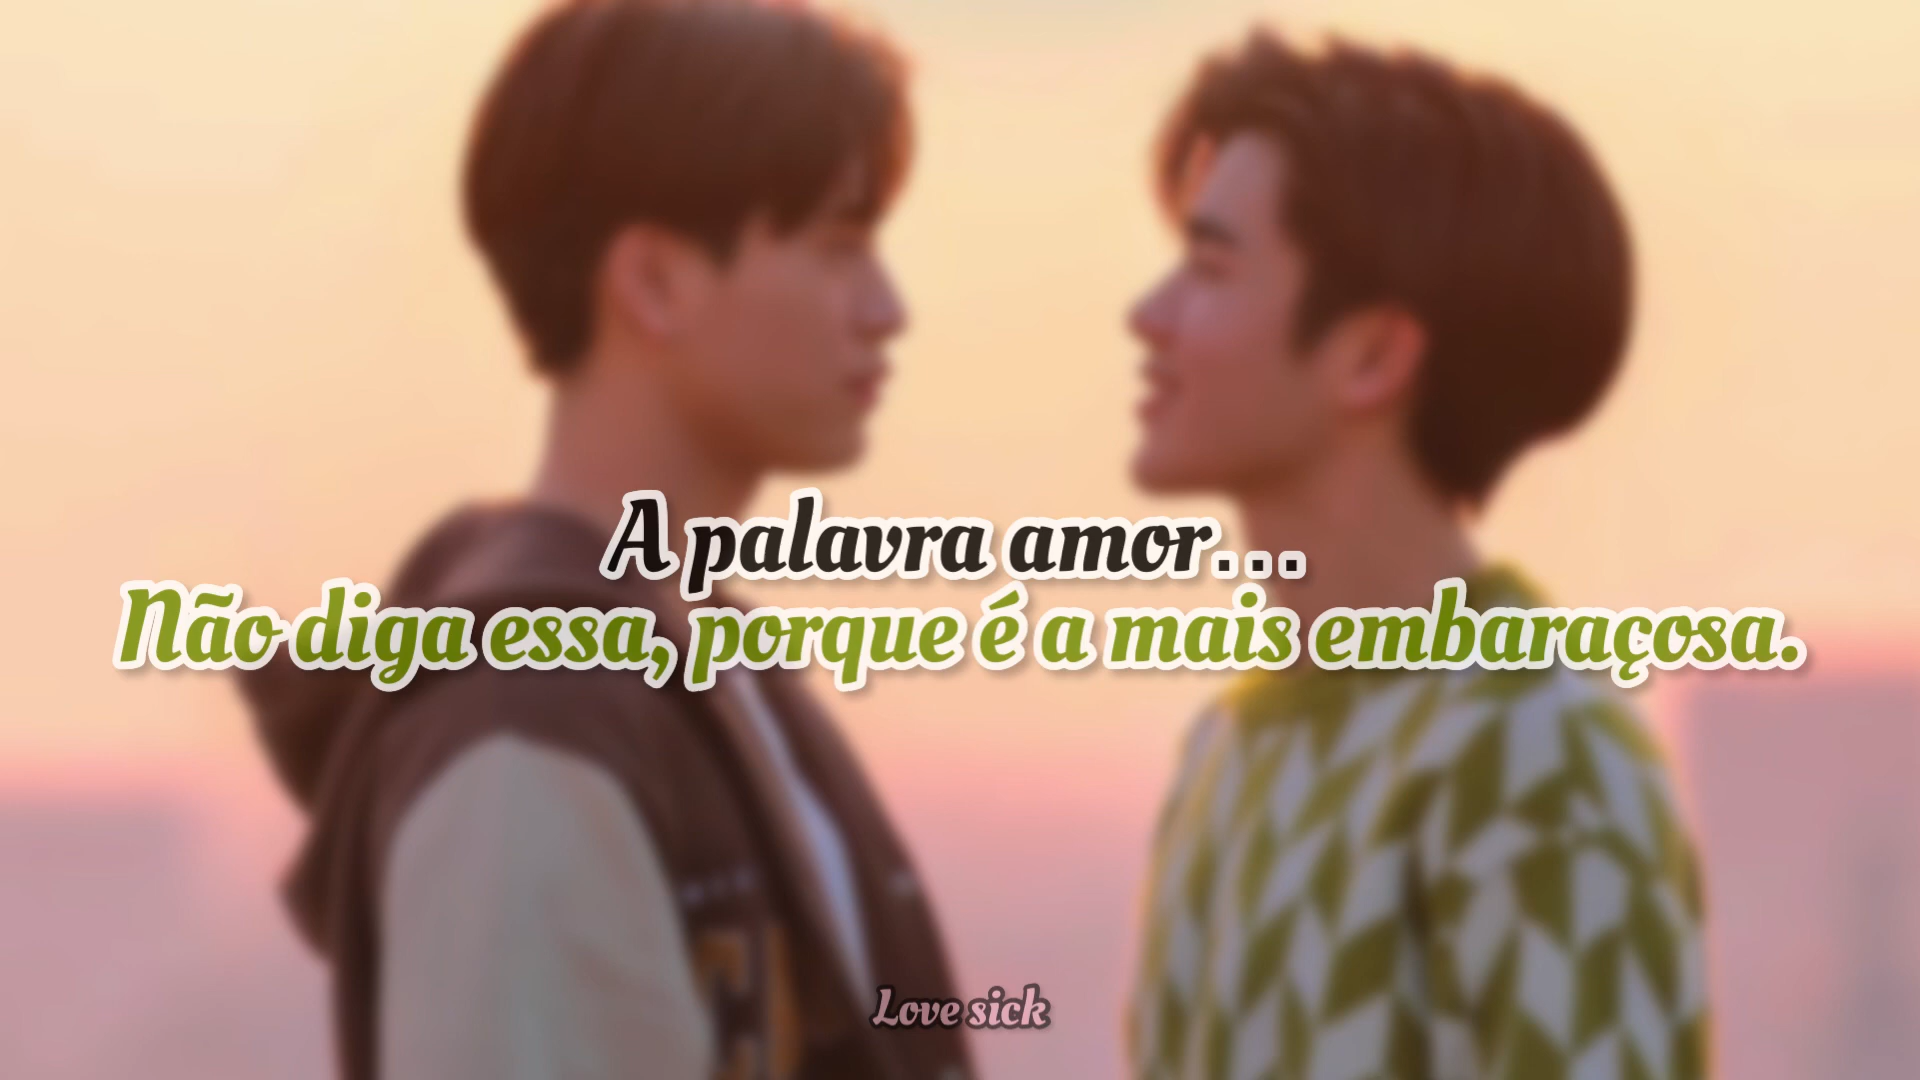 A palavra amor...
Não diga essa, porque é a mais embaraçosa.
Love sick